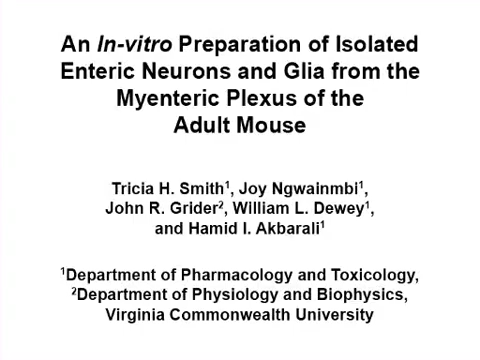 An In-vitro Preparation of Isolated
Enteric Neurons and Glia from the
Myenteric Plexus of the
Adult Mouse
Tricia H. Smith¹, Joy Ngwainmbi¹,
John R. Grider², William L. Dewey¹,
and Hamid I. Akbarali¹
¹Department of Pharmacology and Toxicology,
²Department of Physiology and Biophysics,
Virginia Commonwealth University